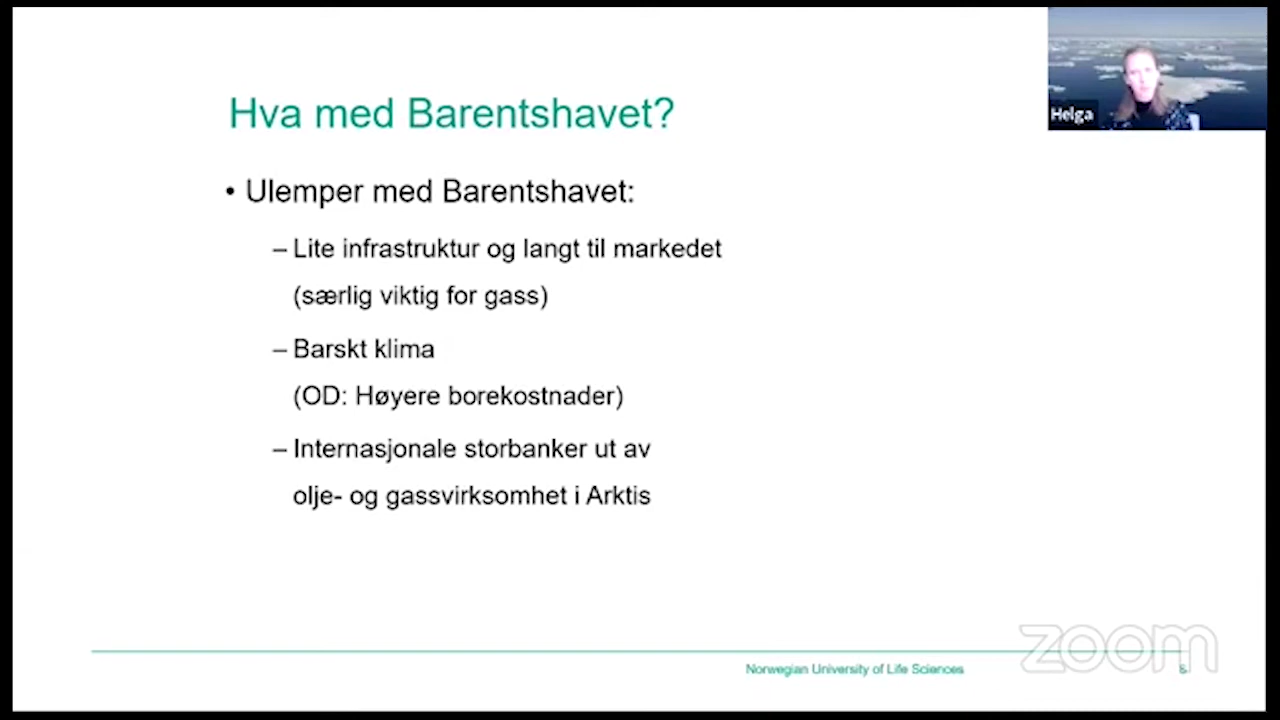 Helga
Hva med Barentshavet?
• Ulemper med Barentshavet:
– Lite infrastruktur og langt til markedet
(særlig viktig for gass)
– Barskt klima
(OD: Høyere borekostnader)
– Internasjonale storbanker ut av
olje- og gassvirksomhet i Arktis
zoom
Norwegian University of Life Sciences